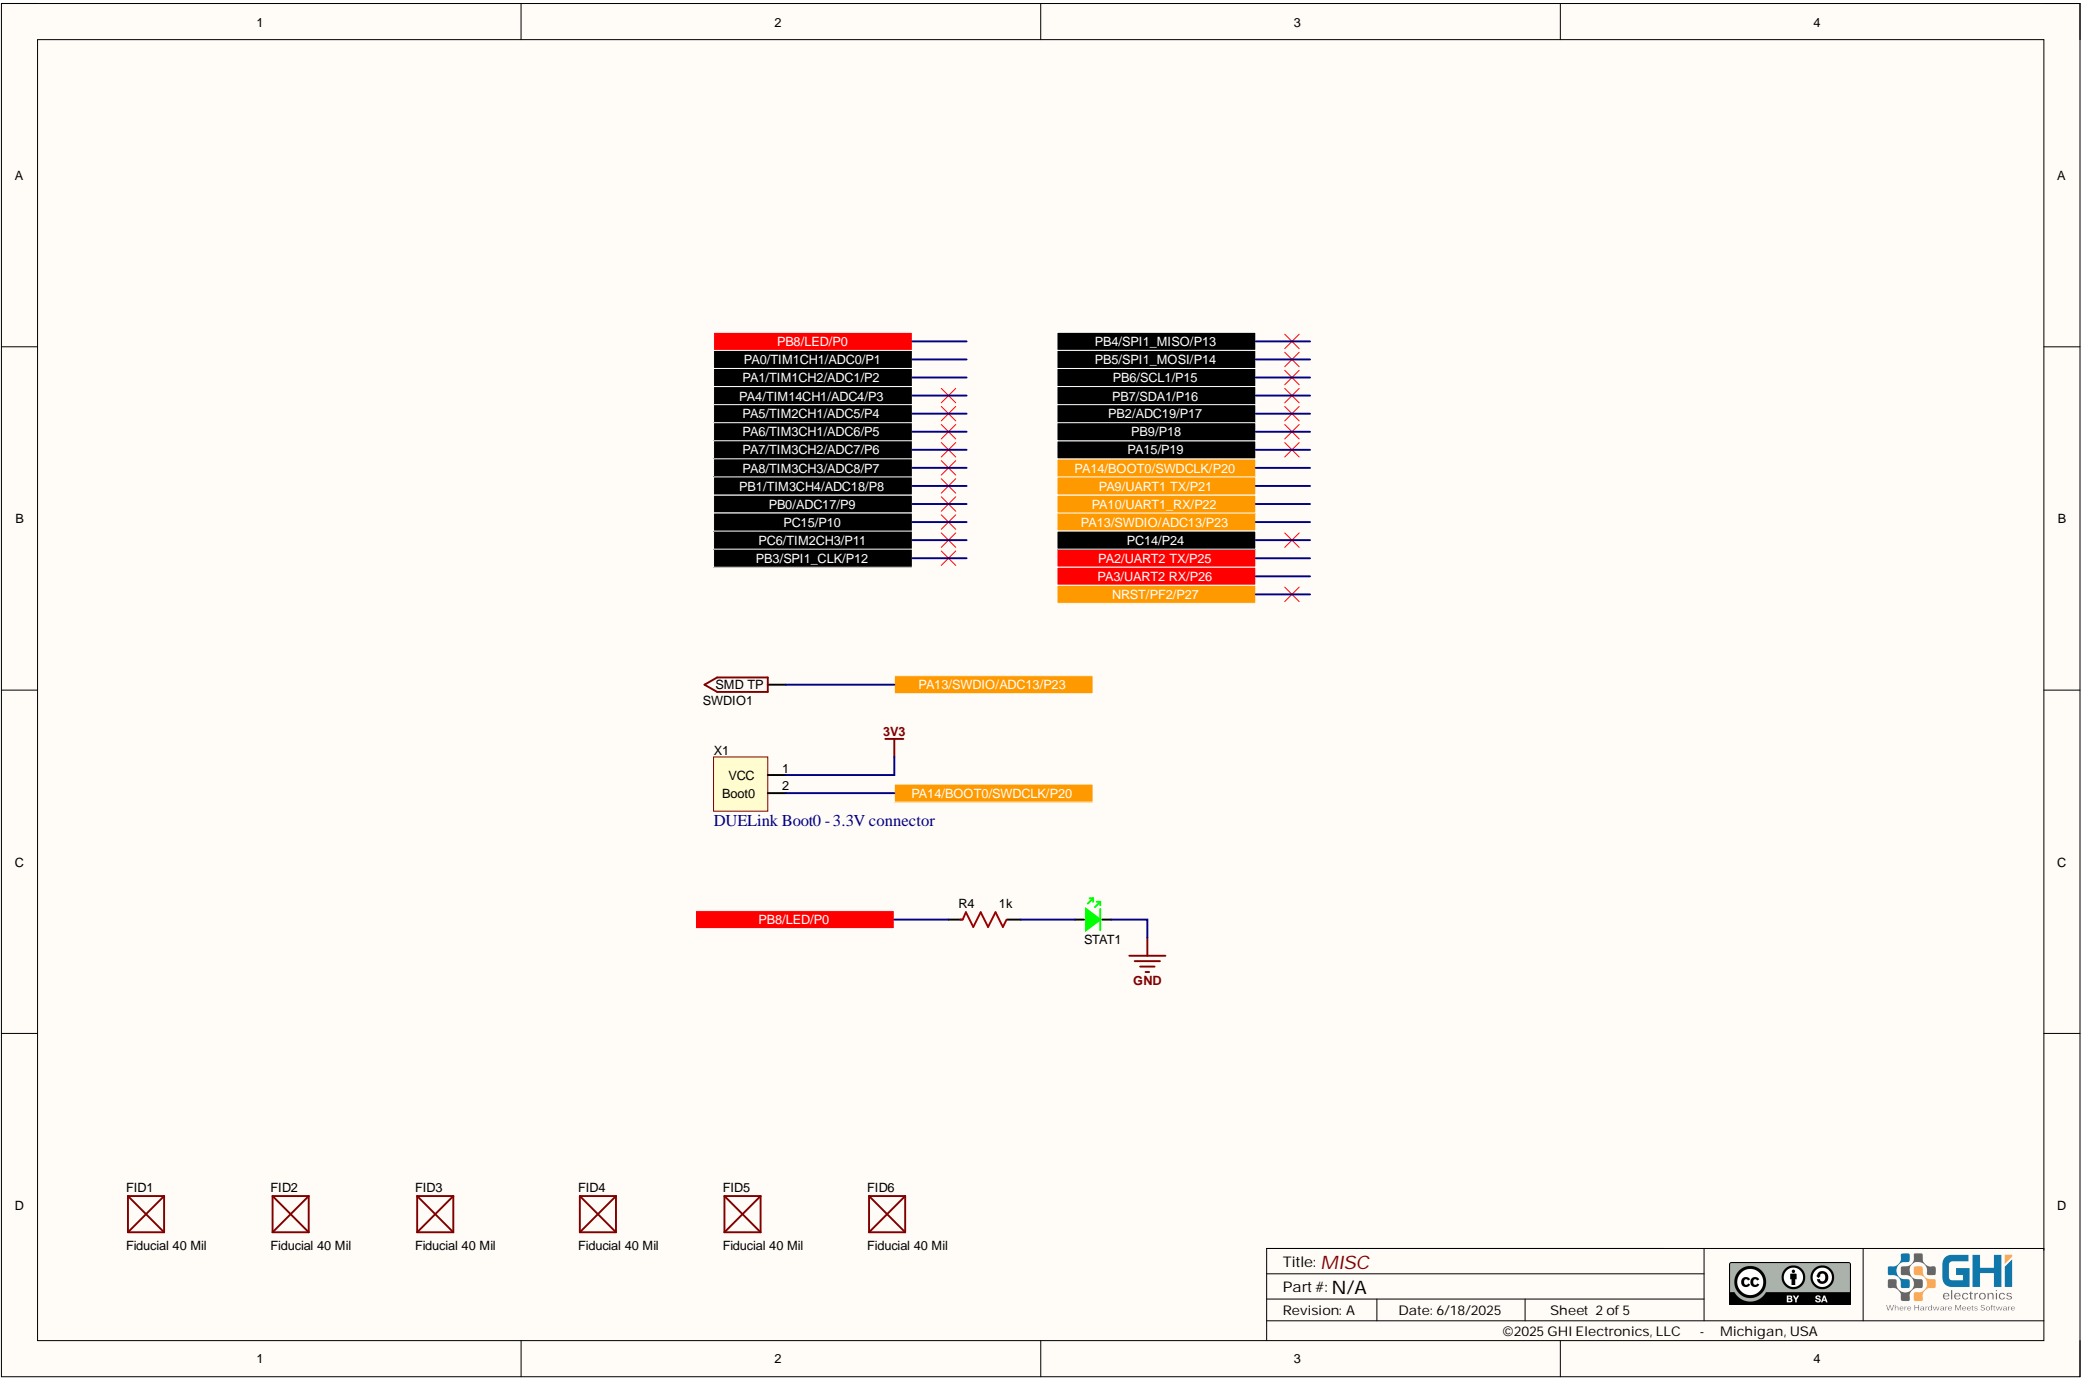 1 2 3 4
A A
PB8/LED/P0
PA0/TIM1CH1/ADC0/P1
PA1/TIM1CH2/ADC1/P2
PA4/TIM14CH1/ADC4/P3
PA5/TIM2CH1/ADC5/P4
PA6/TIM3CH1/ADC6/P5
PA7/TIM3CH2/ADC7/P6
PA8/TIM3CH3/ADC8/P7
PB1/TIM3CH4/ADC18/P8
PB0/ADC17/P9
PC15/P10
PC6/TIM2CH3/P11
PB3/SPI1_CLK/P12
PB4/SPI1_MISO/P13
PB5/SPI1_MOSI/P14
PB6/SCL1/P15
PB7/SDA1/P16
PB2/ADC19/P17
PB9/P18
PA15/P19
PA14/BOOT0/SWDCLK/P20
PA9/UART1 TX/P21
PA10/UART1_RX/P22
PA13/SWDIO/ADC13/P23
PC14/P24
PA2/UART2 TX/P25
PA3/UART2 RX/P26
NRST/PF2/P27
B B
SMD TP PA13/SWDIO/ADC13/P23
SWDIO1
3V3
X1
VCC 1
Boot0 2 PA14/BOOT0/SWDCLK/P20
DUELink Boot0 - 3.3V connector
C C
R4 1k
PB8/LED/P0
STAT1
GND
FID1 FID2 FID3 FID4 FID5 FID6
D D
Fiducial 40 Mil Fiducial 40 Mil Fiducial 40 Mil Fiducial 40 Mil Fiducial 40 Mil Fiducial 40 Mil
Title: MISC
Part #: N/A
Revision: A Date: 6/18/2025 Sheet 2 of 5
cc BY SA
GHI electronics
Where Hardware Meets Software
©2025 GHI Electronics, LLC - Michigan, USA
1 2 3 4